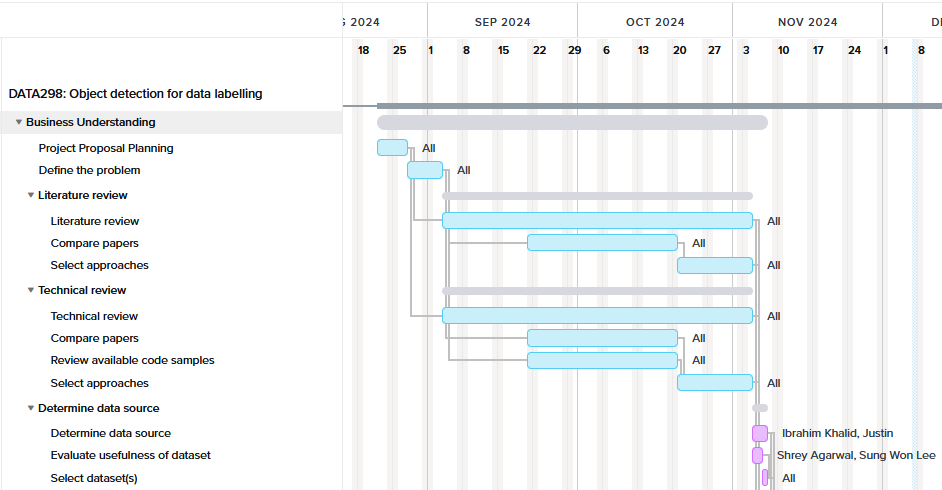 G 2024 SEP 2024 OCT 2024 NOV 2024 DE
18 25 1 8 15 22 29 6 13 20 27 3 10 17 24 1 8
DATA298: Object detection for data labelling
Business Understanding
Project Proposal Planning All
Define the problem All
Literature review
Literature review All
Compare papers All
Select approaches All
Technical review
Technical review All
Compare papers All
Review available code samples All
Select approaches All
Determine data source
Determine data source Ibrahim Khalid, Justin
Evaluate usefulness of dataset Shrey Agarwal, Sung Won Lee
Select dataset(s) All